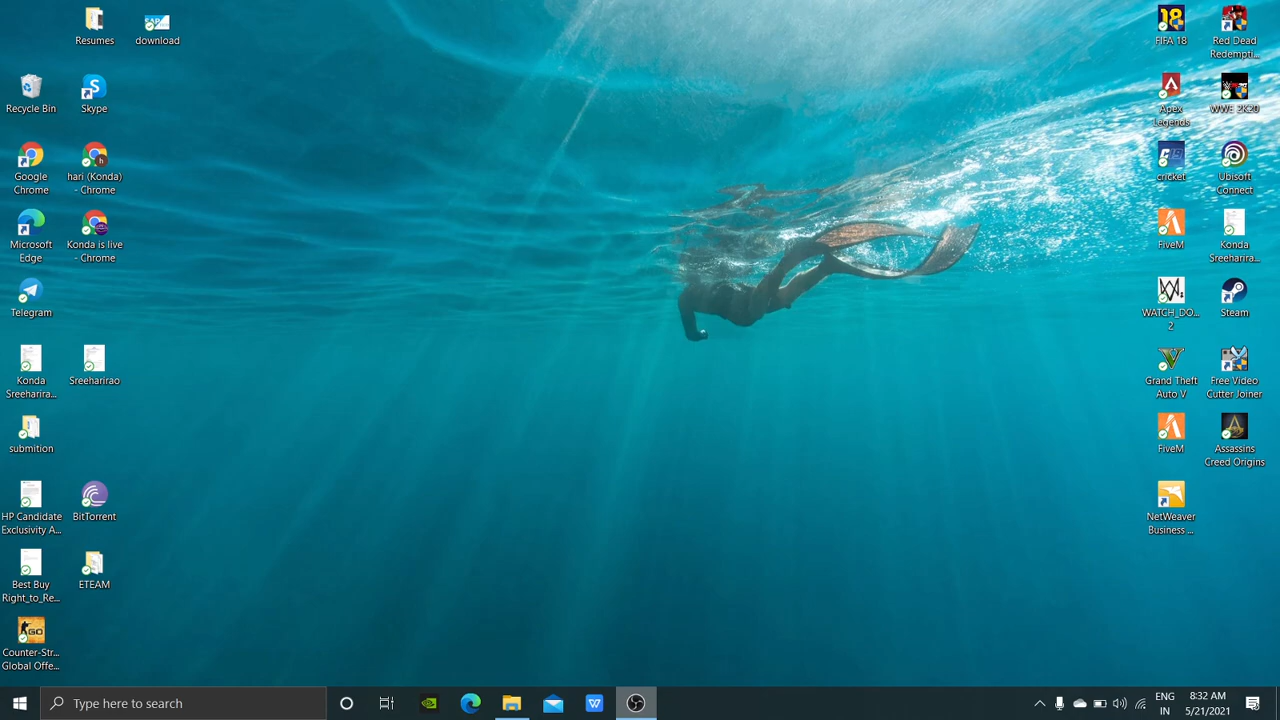 Resumes
download
Recycle Bin
Skype
Google
Chrome
hari (Konda)
- Chrome
Microsoft
Edge
Konda is live
- Chrome
Telegram
Konda
Sreeharira...
Sreeharirao
submition
HP Candidate
Exclusivity A...
BitTorrent
Best Buy
Right_to_Re...
ETEAM
GO
Counter-Str...
Global Offe...
18
FIFA 18
Red Dead
Redempti...
Apex
Legends
WWE 2K20
cricket
Ubisoft
Connect
FiveM
Konda
Sreeharira...
WATCH_DO...
2
Steam
Grand Theft
Auto V
Free Video
Cutter Joiner
FiveM
Assassins
Creed Origins
NetWeaver
Business ...
Type here to search
ENG
IN
8:32 AM
5/21/2021